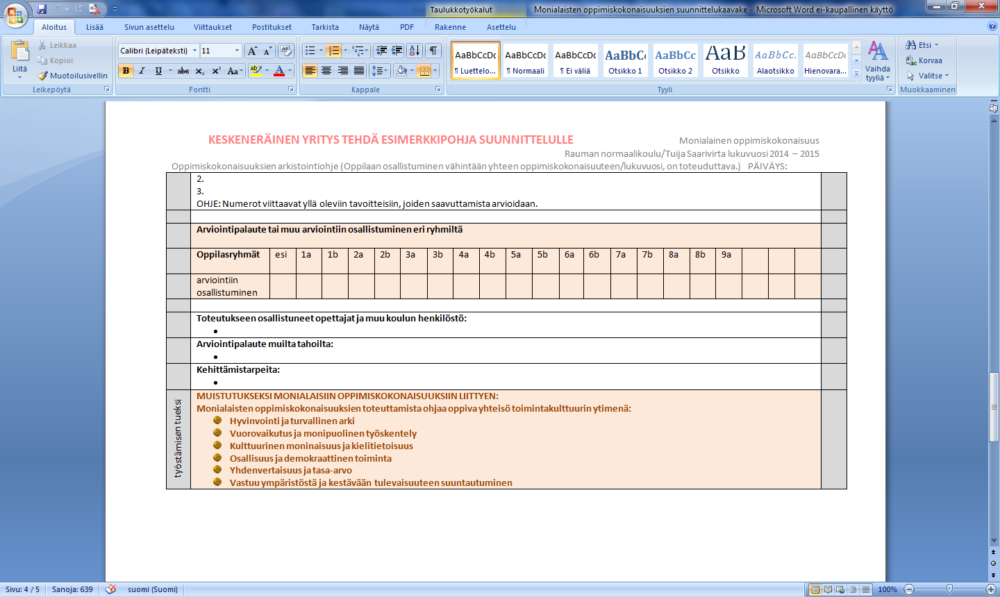 Taulukkotyökalut
Monialaisten oppimiskokonaisuuksien suunnittelukaavake - Microsoft Word ei-kaupallinen käyttö
Aloitus Lisää Sivun asettelu Viittaukset Postitukset Tarkista Näytä PDF Rakenne Asettelu
Liitä
Leikkaa
Kopioi
Muotoilusivellin
Leikepöytä
Calibri (Leipäteksti) 11
Fontti
Kappale
AaBbCcDc AaBbCcDc AaBbCcDc AaBbCc AaBbCc AaB AaBbCc. AaBbCcDc
¶ Luettelo... ¶ Normaali ¶ Ei väliä Otsikko 1 Otsikko 2 Otsikko Alaotsikko Hienovara...
Vaihda
tyyliä
Tyyli
Etsi
Korvaa
Valitse
Muokkaaminen
KESKENERÄINEN YRITYS TEHDÄ ESIMERKKIPOHJA SUUNNITTELULLE Monialainen oppimiskokonaisuus
Rauman normaalikoulu/Tuija Saarivirta lukuvuosi 2014 – 2015
Oppimiskokonaisuuksien arkistointiohje (Oppilaan osallistuminen vähintään yhteen oppimiskokonaisuuteen/lukuvuosi, on toteuduttava.) PÄIVÄYS:
2.
3.
OHJE: Numerot viittaavat yllä oleviin tavoitteisiin, joiden saavuttamista arvioidaan.
Arviointipalaute tai muu arviointiin osallistuminen eri ryhmiltä
Oppilasryhmät esi 1a 1b 2a 2b 3a 3b 4a 4b 5a 5b 6a 6b 7a 7b 8a 8b 9a
arviointiin
osallistuminen
Toteutukseen osallistuneet opettajat ja muu koulun henkilöstö:
•
Arviointipalaute muilta tahoilta:
•
Kehittämistarpeita:
•
työstämisen tueksi
MUISTUTUKSEKSI MONIALAISIIN OPPIMISKOKONAISUUKSIIN LIITTYEN:
Monialaisten oppimiskokonaisuuksien toteuttamista ohjaa oppiva yhteisö toimintakulttuurin ytimenä:
Hyvinvointi ja turvallinen arki
Vuorovaikutus ja monipuolinen työskentely
Kulttuurinen moninaisuus ja kielitietoisuus
Osallisuus ja demokraattinen toiminta
Yhdenvertaisuus ja tasa-arvo
Vastuu ympäristöstä ja kestävään tulevaisuuteen suuntautuminen
Sivu: 4 / 5 Sanoja: 639 suomi (Suomi) 100%